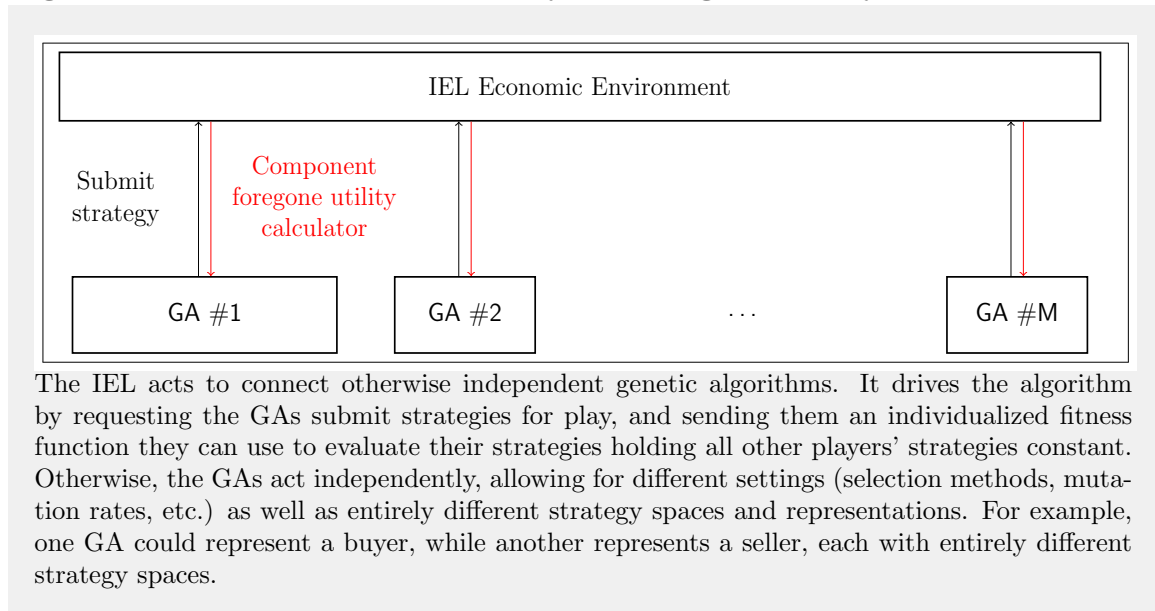 IEL Economic Environment
Submit
strategy
Component
foregone utility
calculator
GA #1
GA #2
. . .
GA #M
The IEL acts to connect otherwise independent genetic algorithms. It drives the algorithm
by requesting the GAs submit strategies for play, and sending them an individualized fitness
function they can use to evaluate their strategies holding all other players’ strategies constant.
Otherwise, the GAs act independently, allowing for different settings (selection methods, muta-
tion rates, etc.) as well as entirely different strategy spaces and representations. For example,
one GA could represent a buyer, while another represents a seller, each with entirely different
strategy spaces.